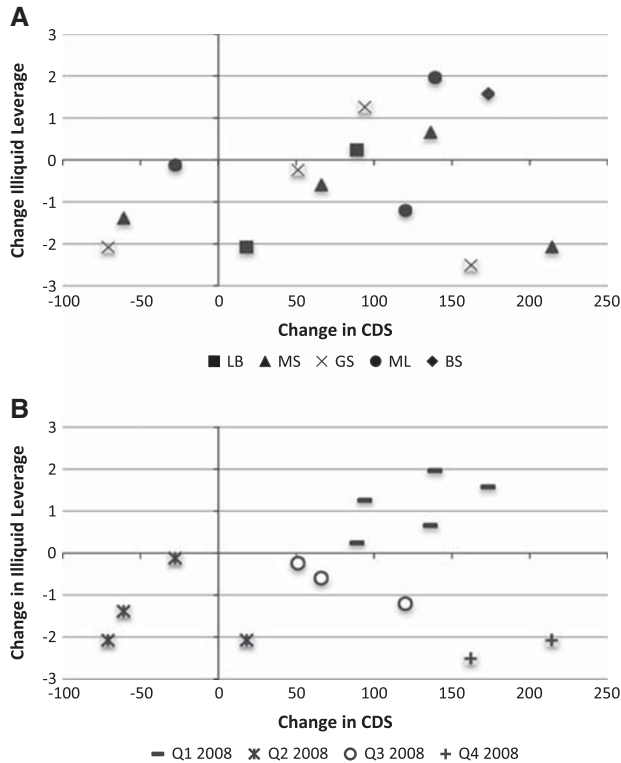 A
3
2
1
0
-1
-2
-3
Change Illiquid Leverage
-100 -50 0 50 100 150 200 250
Change in CDS
LB MS GS ML BS
B
3
2
1
0
-1
-2
-3
Change in Illiquid Leverage
-100 -50 0 50 100 150 200 250
Change in CDS
Q1 2008 Q2 2008 Q3 2008 Q4 2008